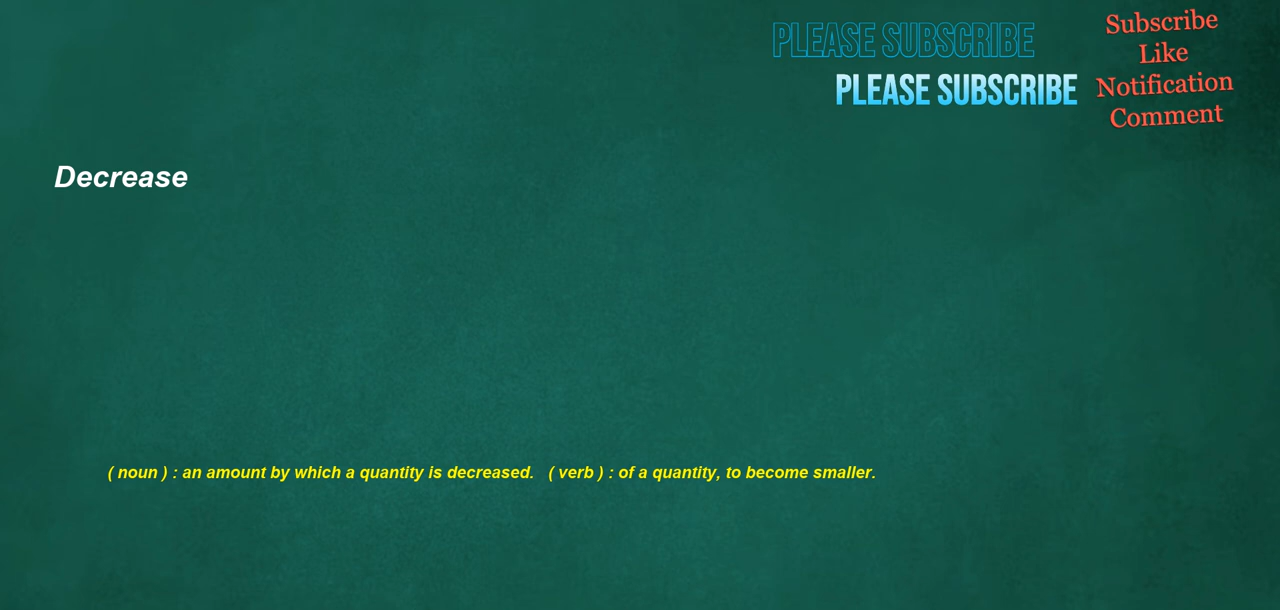 PLEASE SUBSCRIBE
PLEASE SUBSCRIBE
Subscribe
Like
Notification
Comment
Decrease
( noun ) : an amount by which a quantity is decreased.   ( verb ) : of a quantity, to become smaller.